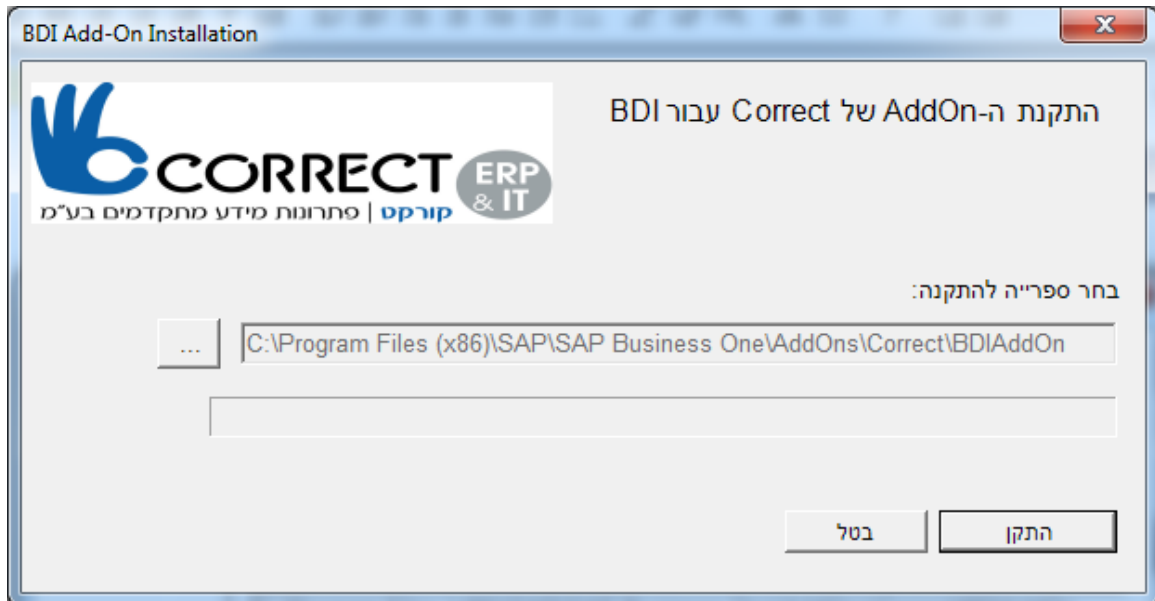 BDI Add-On Installation
התקנת ה-AddOn של Correct עבור BDI
CORRECT ERP & IT
קורקט | פתרונות מידע מתקדמים בע"מ
בחר ספרייה להתקנה:
... C:\Program Files (x86)\SAP\SAP Business One\AddOns\Correct\BDIAddOn
התקן בטל